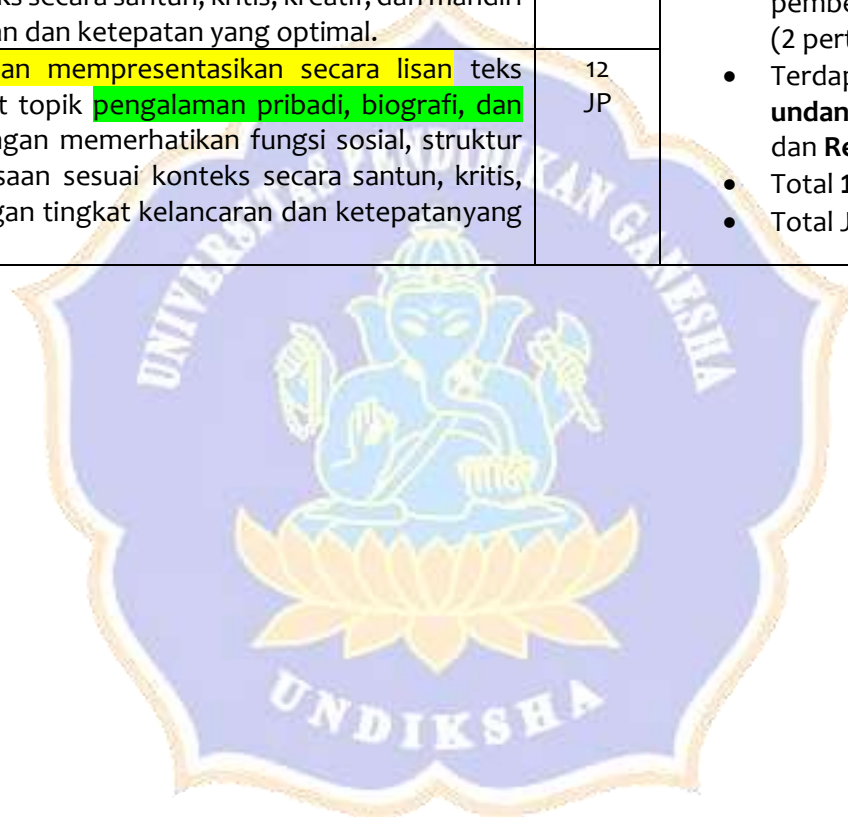 ks secara santun, kritis, kreatif, dan mandiri
an dan ketepatan yang optimal.
an mempresentasikan secara lisan teks
t topik pengalaman pribadi, biografi, dan
gan memerhatikan fungsi sosial, struktur
saan sesuai konteks secara santun, kritis,
gan tingkat kelancaran dan ketepatanyang
12
JP
pembe
(2 pert
• Terdap
undan
dan Re
• Total 1
• Total J
UNIVERSITAS PENDIDIKAN GANESHA
UNDIKSHA